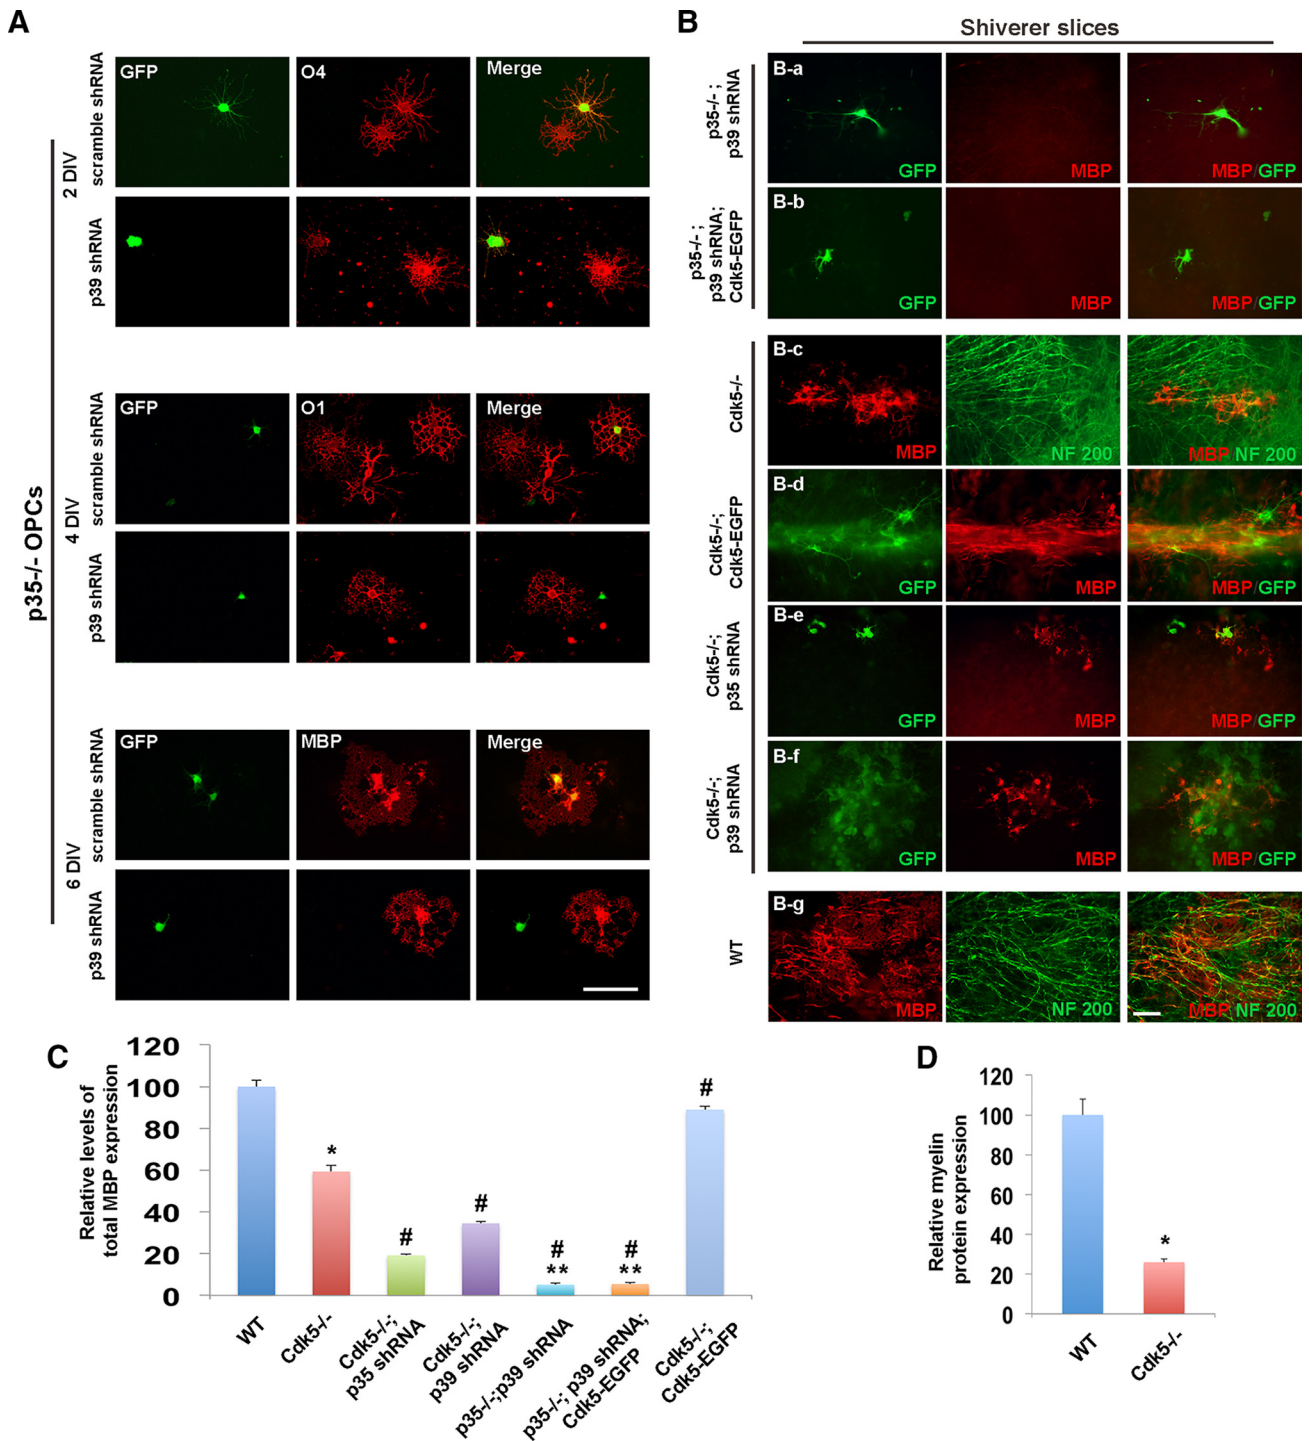 A
p35-/- OPCs
2 DIV
scramble shRNA
GFP
O4
Merge
p39 shRNA
4 DIV
scramble shRNA
GFP
O1
Merge
p39 shRNA
6 DIV
scramble shRNA
GFP
MBP
Merge
p39 shRNA
B
Shiverer slices
p35-/- ;
p39 shRNA
B-a
GFP
MBP
MBP/GFP
p35-/- ;
p39 shRNA;
Cdk5-EGFP
B-b
GFP
MBP
MBP/GFP
Cdk5-/-
B-c
MBP
NF 200
MBP/NF 200
Cdk5-/-;
Cdk5-EGFP
B-d
GFP
MBP
MBP/GFP
Cdk5-/-;
p35 shRNA
B-e
GFP
MBP
MBP/GFP
Cdk5-/-;
p39 shRNA
B-f
GFP
MBP
MBP/GFP
WT
B-g
MBP
NF 200
MBP/NF 200
C
Relative levels of
total MBP expression
120
100
80
60
40
20
0
*
#
#
#
**
#
**
#
WT
Cdk5-/-
Cdk5-/-;
p35 shRNA
Cdk5-/-;
p39 shRNA
p35-/-;p39 shRNA
p35-/-; p39 shRNA;
Cdk5-EGFP
Cdk5-/-;
Cdk5-EGFP
D
Relative myelin
protein expression
120
100
80
60
40
20
0
*
WT
Cdk5-/-